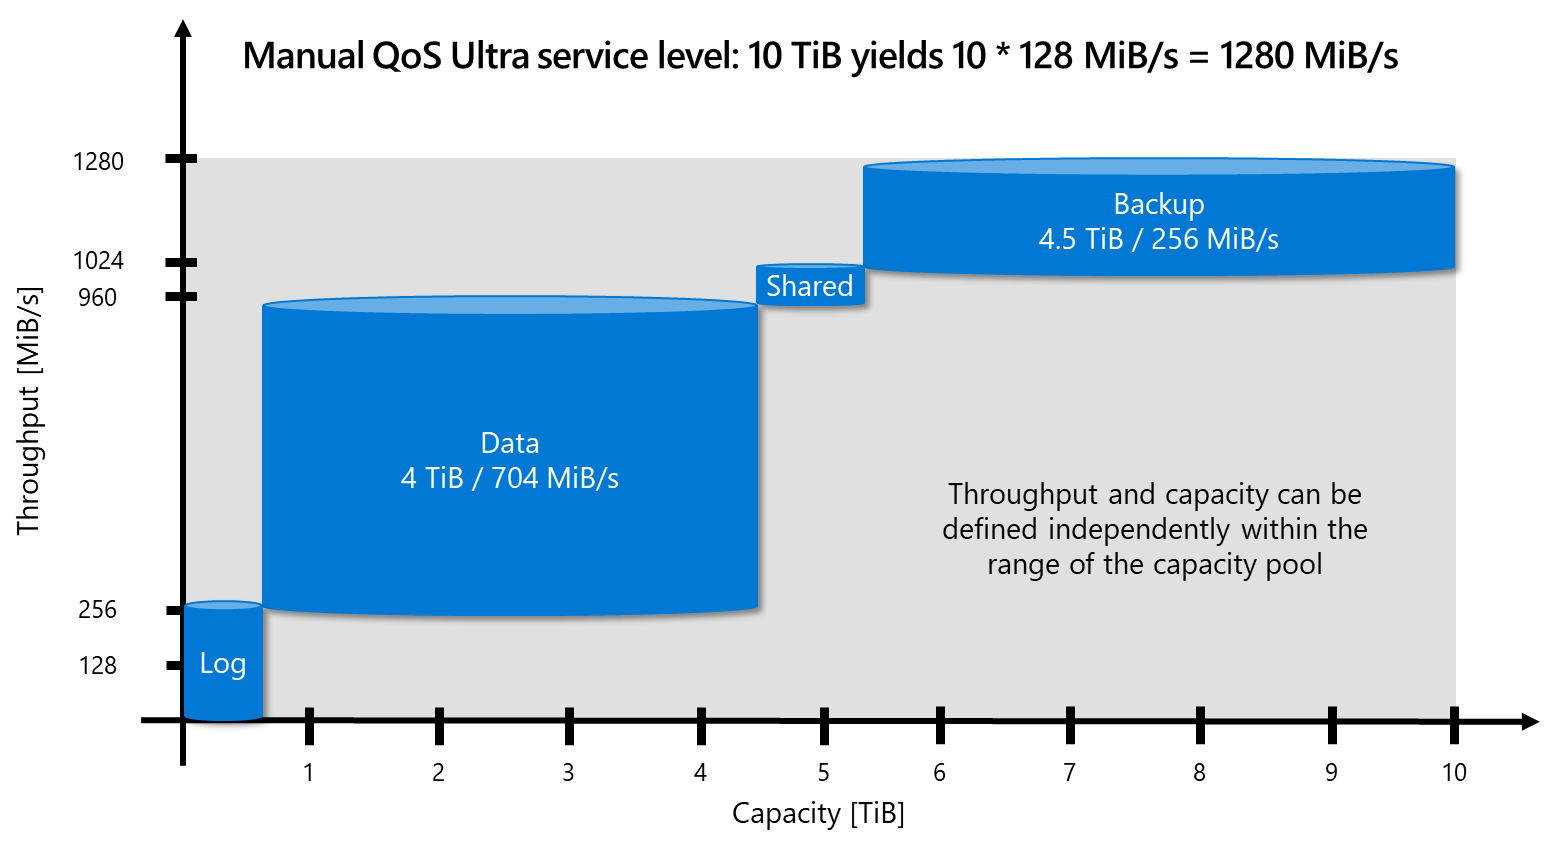 Manual QoS Ultra service level: 10 TiB yields 10 * 128 MiB/s = 1280 MiB/s
1280
1024
960
256
128
Throughput [MiB/s]
Backup
4.5 TiB / 256 MiB/s
Shared
Data
4 TiB / 704 MiB/s
Log
Throughput and capacity can be
defined independently within the
range of the capacity pool
1 2 3 4 5 6 7 8 9 10
Capacity [TiB]